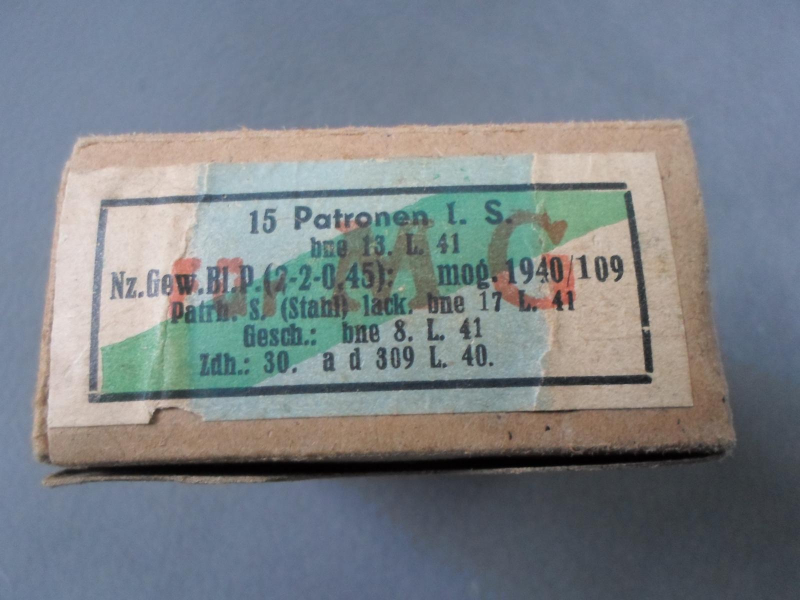 15 Patronen l. S.
bne 13. L. 41
Nz.Gew.Bl.P.(2-2-0,45): mog. 1940/109
Patrh. S. (Stahl) lack. bne 17 L. 41
Gesch.: bne 8. L. 41
Zdh.: 30. a d 309 L. 40.
G